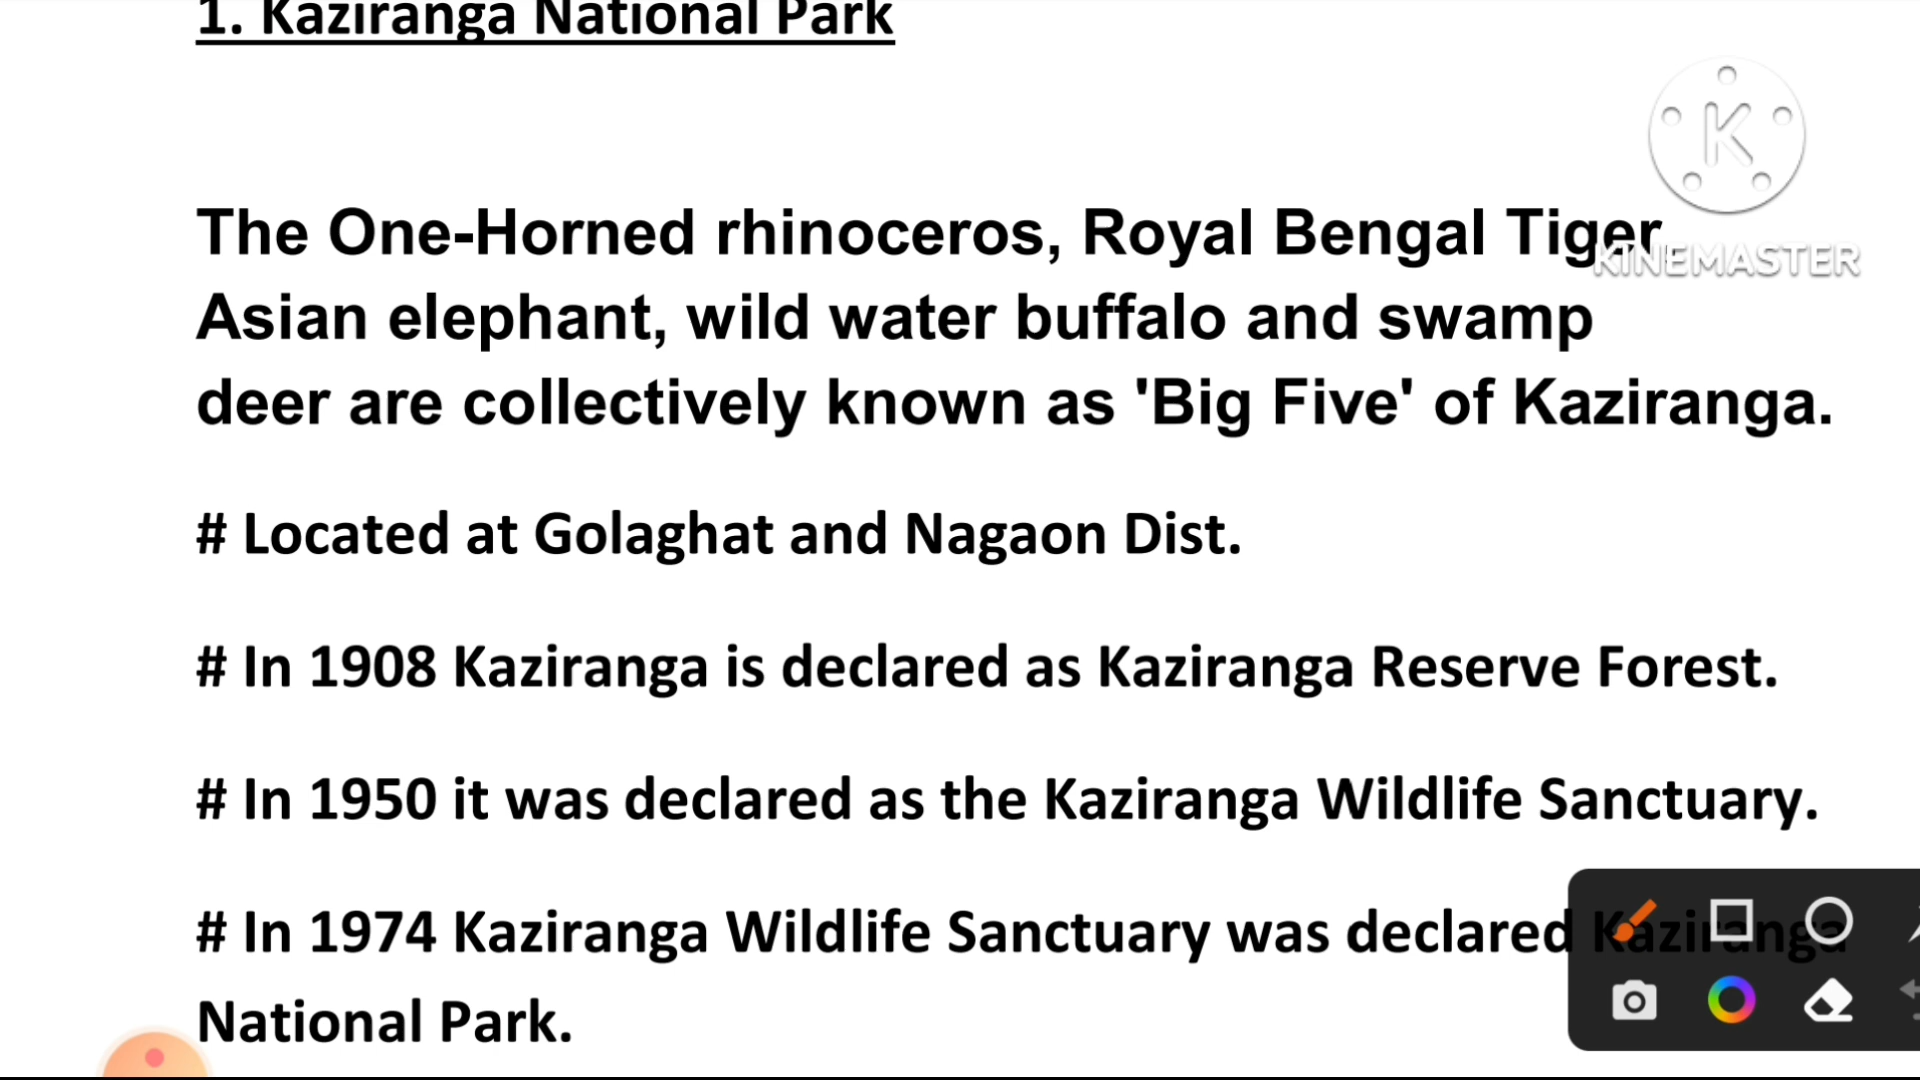 1. Kaziranga National Park
K
KINEMASTER
The One-Horned rhinoceros, Royal Bengal Tiger,
Asian elephant, wild water buffalo and swamp
deer are collectively known as 'Big Five' of Kaziranga.
# Located at Golaghat and Nagaon Dist.
# In 1908 Kaziranga is declared as Kaziranga Reserve Forest.
# In 1950 it was declared as the Kaziranga Wildlife Sanctuary.
# In 1974 Kaziranga Wildlife Sanctuary was declared Kaziranga
National Park.